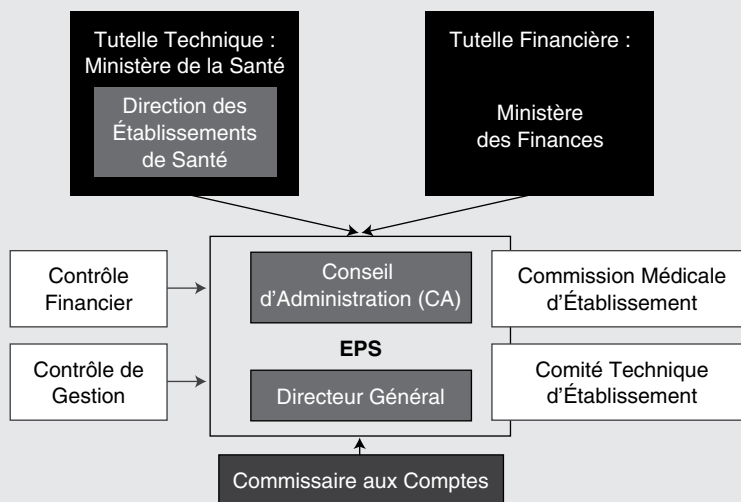 Tutelle Technique :
Ministère de la Santé
Direction des
Établissements
de Santé
Tutelle Financière :
Ministère
des Finances
Contrôle
Financier
Conseil
d'Administration (CA)
Commission Médicale
d'Établissement
EPS
Contrôle de
Gestion
Directeur Général
Comité Technique
d'Établissement
Commissaire aux Comptes